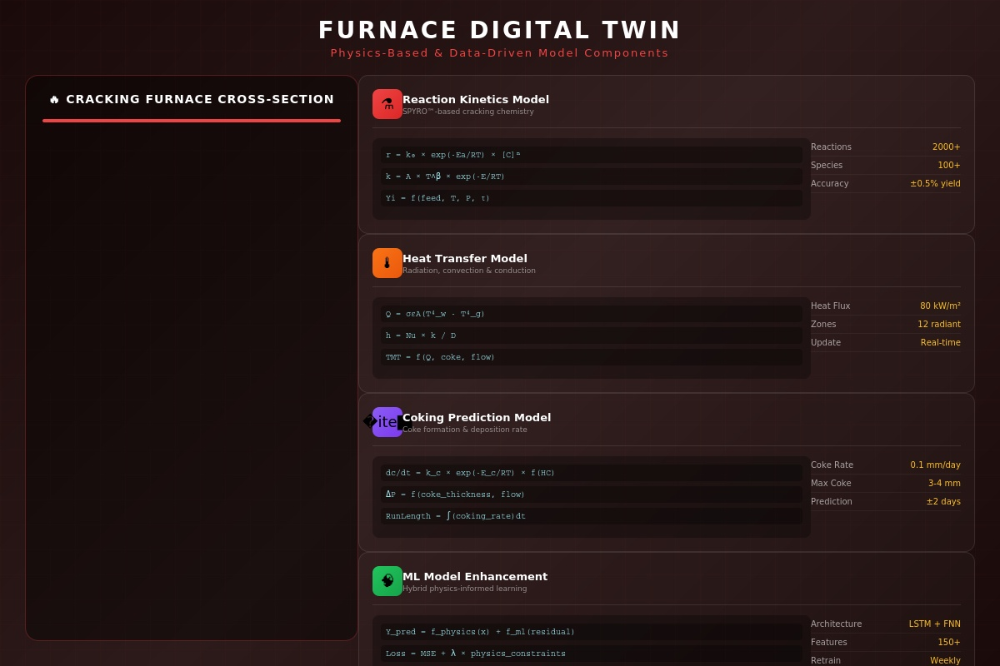 FURNACE DIGITAL TWIN
Physics-Based & Data-Driven Model Components
🔥 CRACKING FURNACE CROSS-SECTION
⚗ Reaction Kinetics Model
SPYRO™-based cracking chemistry
r = k₀ × exp(-Ea/RT) × [C]ⁿ
k = A × T^β × exp(-E/RT)
Yi = f(feed, T, P, τ)
Reactions 2000+
Species 100+
Accuracy ±0.5% yield
🌡 Heat Transfer Model
Radiation, convection & conduction
Q = σεA(T⁴_w - T⁴_g)
h = Nu × k / D
TMT = f(Q, coke, flow)
Heat Flux 80 kW/m²
Zones 12 radiant
Update Real-time
�ite Coking Prediction Model
Coke formation & deposition rate
dc/dt = k_c × exp(-E_c/RT) × f(HC)
ΔP = f(coke_thickness, flow)
RunLength = ∫(coking_rate)dt
Coke Rate 0.1 mm/day
Max Coke 3-4 mm
Prediction ±2 days
🧠 ML Model Enhancement
Hybrid physics-informed learning
Y_pred = f_physics(x) + f_ml(residual)
Loss = MSE + λ × physics_constraints
Architecture LSTM + FNN
Features 150+
Retrain Weekly